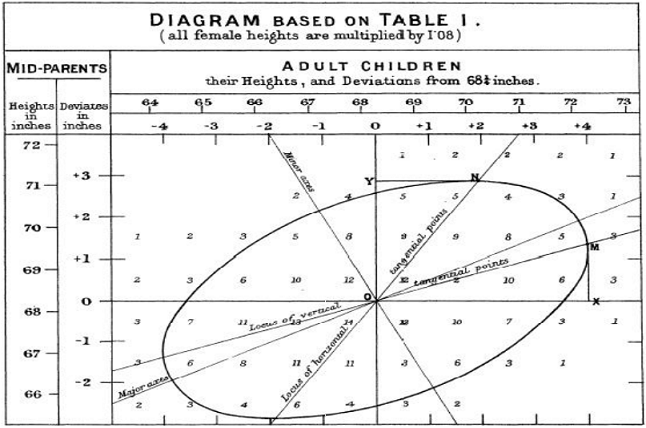 DIAGRAM BASED ON TABLE I.
(all female heights are multiplied by 1·08)
MID-PARENTS
ADULT CHILDREN
their Heights, and Deviations from 68¼ inches.
Heights in inches
Deviates in inches
64 65 66 67 68 69 70 71 72 73
-4 -3 -2 -1 0 +1 +2 +3 +4
72
71
70
69
68
67
66
+3
+2
+1
0
-1
-2
1 2 2 2 1
Y N
2 4 5 5 4 3 1
1 2 3 5 8 9 9 8 5 3
M
2 3 6 10 12 12 2 10 6 3
O X
3 7 11 13 14 10 7 3 1
3 6 8 11 11 6 3 1
2 3 4 6 4 3 2
Minor axes
tangential points
tangential points
Locus of vertical
Locus of horizontal
Major axes